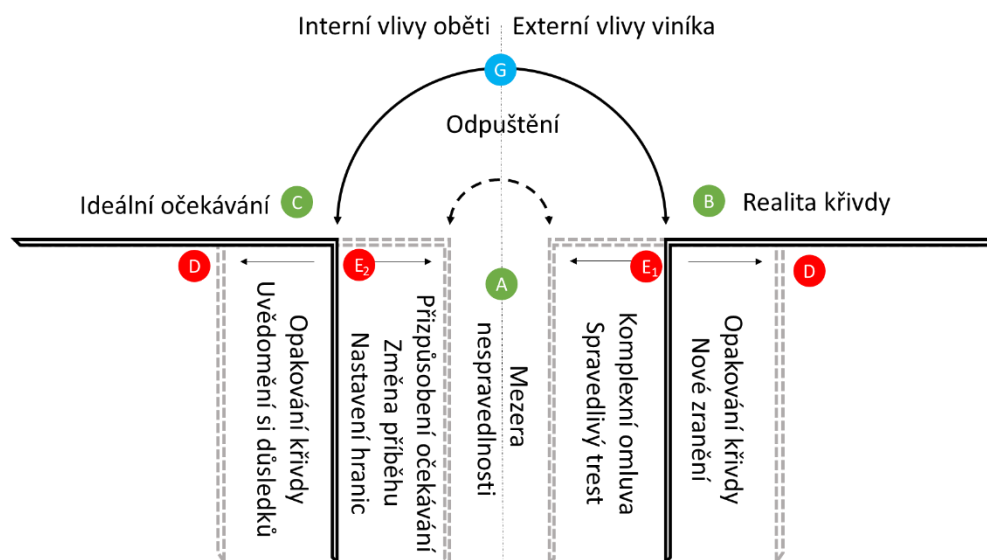 Interní vlivy oběti
Externí vlivy viníka
G
Odpuštění
Ideální očekávání
C
B
Realita křivdy
D
E2
A
E1
D
Opakování křivdy
Uvědomění si důsledků
Přizpůsobení očekávání
Změna příběhu
Nastavení hranic
Mezera
nespravedlnosti
Komplexní omluva
Spravedlivý trest
Opakování křivdy
Nové zranění